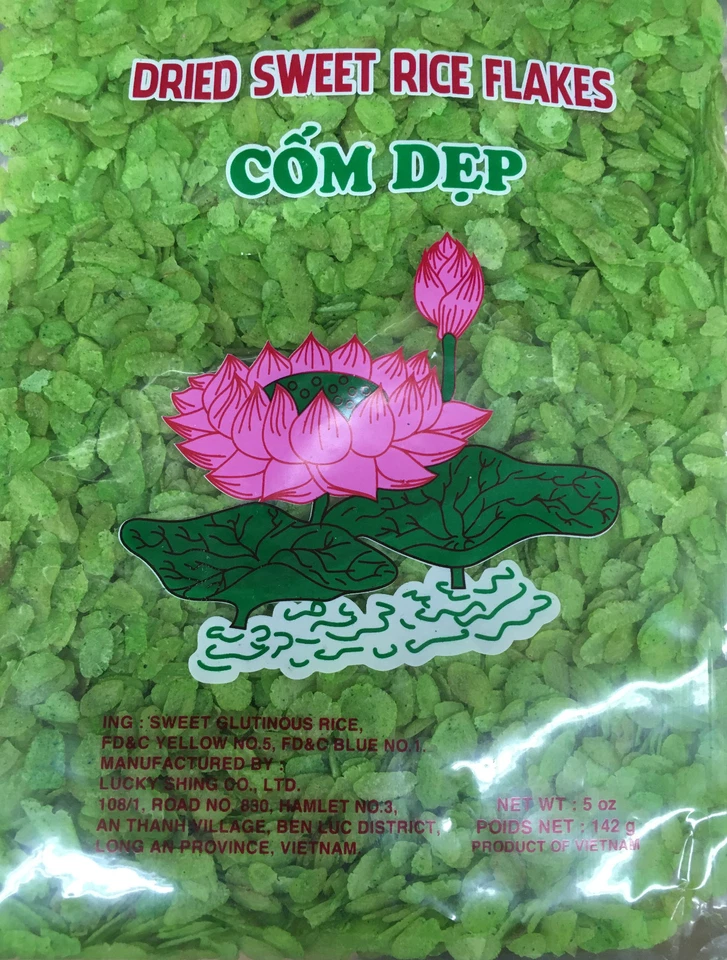 DRIED SWEET RICE FLAKES
CỐM DẸP
ING : SWEET GLUTINOUS RICE,
FD&C YELLOW NO.5, FD&C BLUE NO.1.
MANUFACTURED BY :
LUCKY SHING CO., LTD.
108/1, ROAD NO. 830, HAMLET NO.3,
AN THANH VILLAGE, BEN LUC DISTRICT,
LONG AN PROVINCE, VIETNAM
NET WT : 5 oz
POIDS NET : 142 g
PRODUCT OF VIETNAM